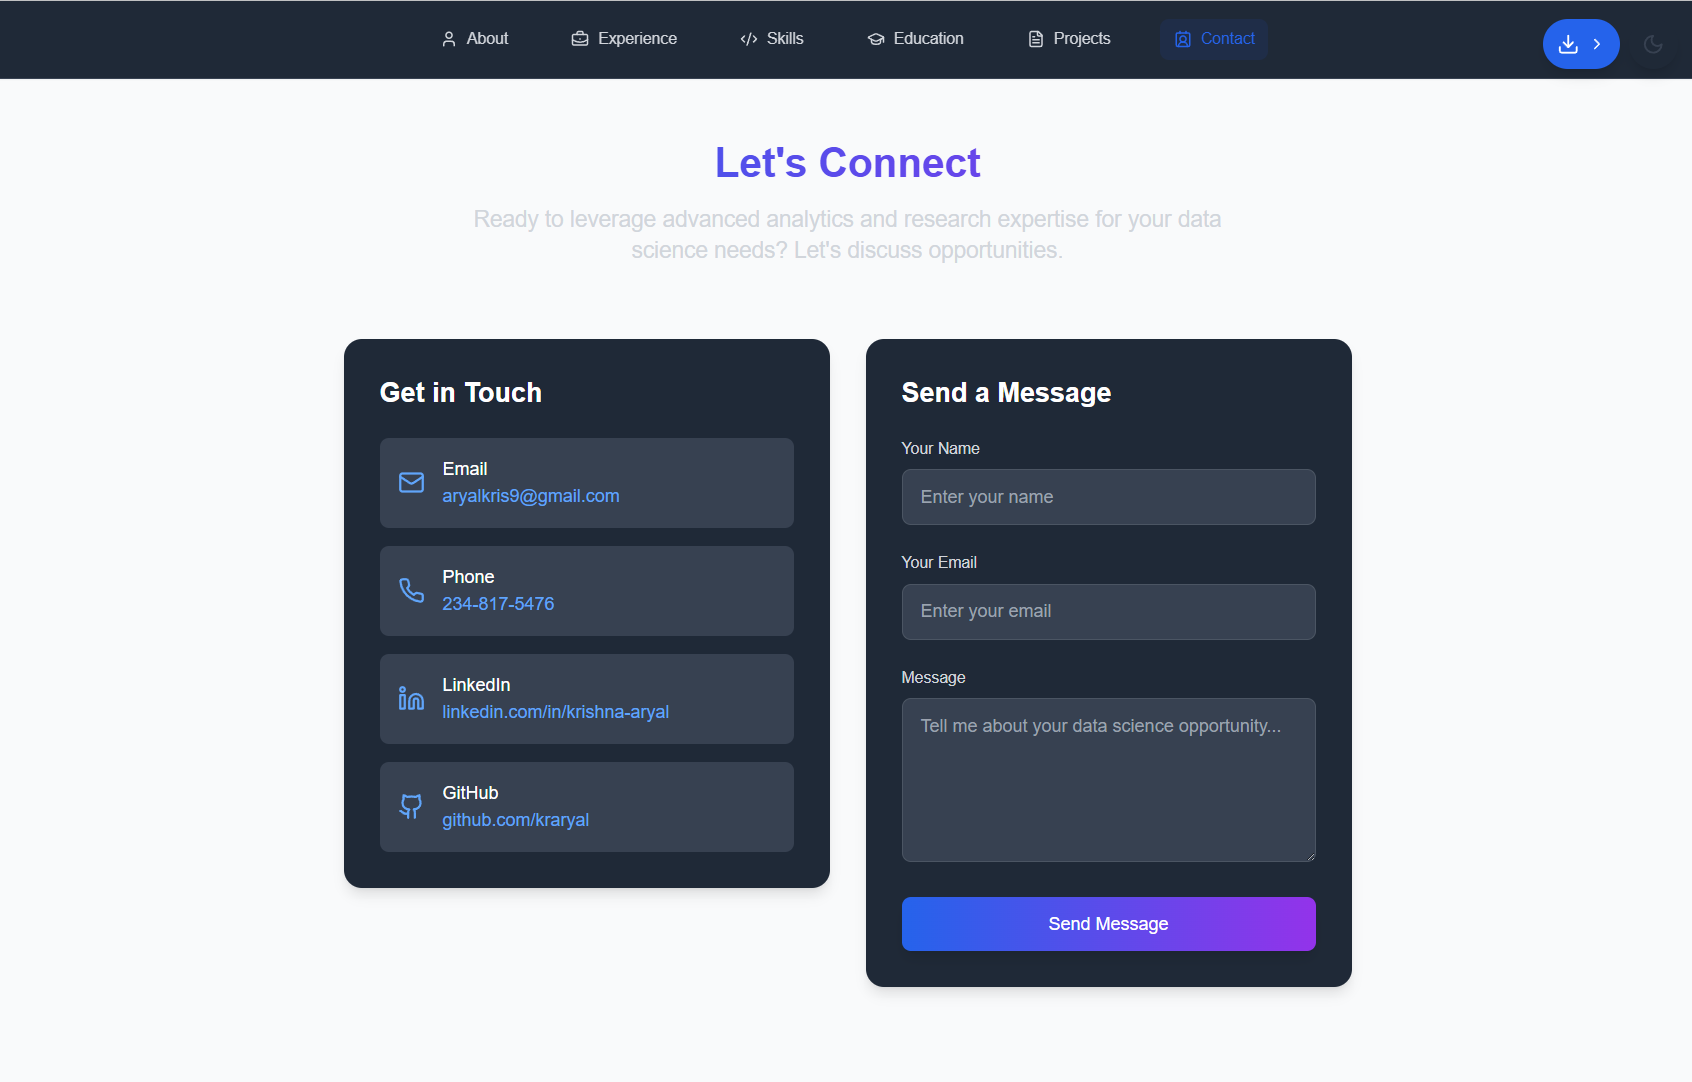 About
Experience
Skills
Education
Projects
Contact
Let's Connect
Ready to leverage advanced analytics and research expertise for your data
science needs? Let's discuss opportunities.
Get in Touch
Email
aryalkris9@gmail.com
Phone
234-817-5476
LinkedIn
linkedin.com/in/krishna-aryal
GitHub
github.com/kraryal
Send a Message
Your Name
Enter your name
Your Email
Enter your email
Message
Tell me about your data science opportunity...
Send Message